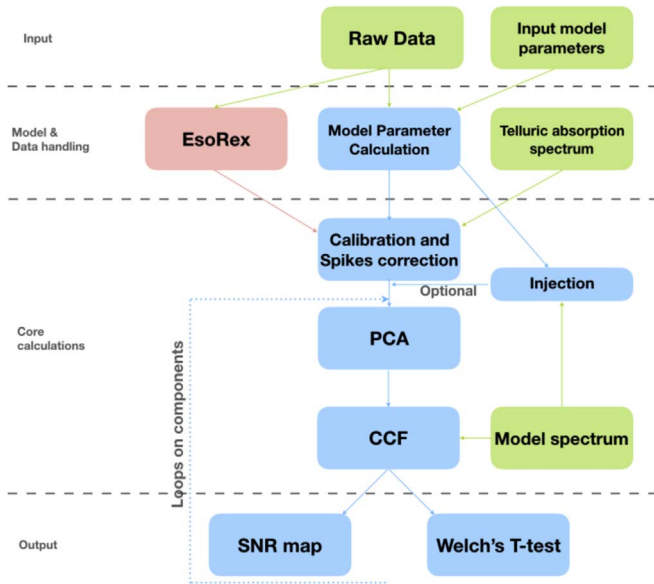 Input
Raw Data
Input model
parameters
Model &
Data handling
EsoRex
Model Parameter
Calculation
Telluric absorption
spectrum
Calibration and
Spikes correction
Optional
Injection
Core
calculations
Loops on components
PCA
CCF
Model spectrum
Output
SNR map
Welch's T-test